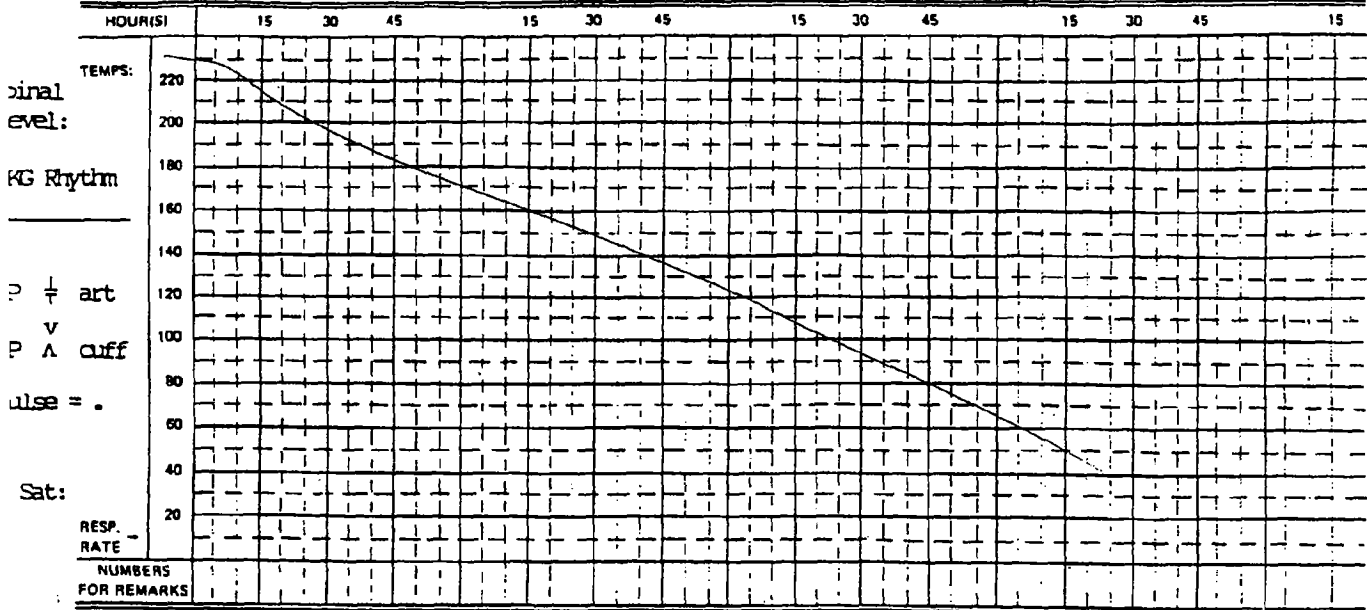 HOUR(S) 15 30 45 15 30 45 15 30 45 15 30 45 15
TEMPS:
220
pinal
evel:
200
180
KG Rhythm
160
140
P art
120
100
P V Λ cuff
80
ulse = .
60
40
Sat:
20
RESP. RATE
NUMBERS
FOR REMARKS